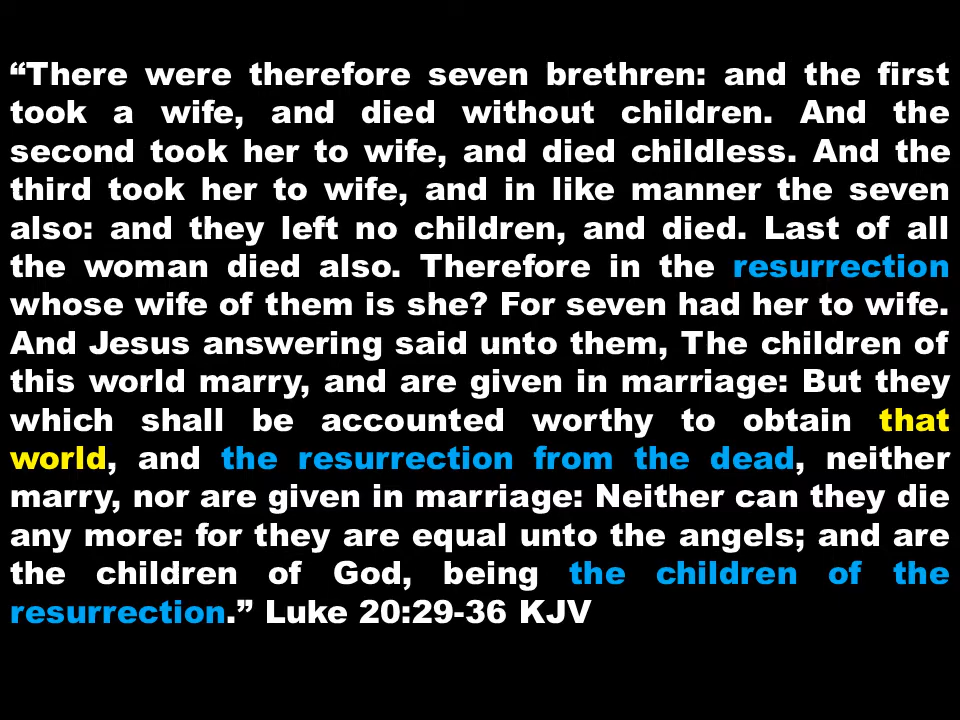 “There were therefore seven brethren: and the first
took a wife, and died without children. And the
second took her to wife, and died childless. And the
third took her to wife, and in like manner the seven
also: and they left no children, and died. Last of all
the woman died also. Therefore in the resurrection
whose wife of them is she? For seven had her to wife.
And Jesus answering said unto them, The children of
this world marry, and are given in marriage: But they
which shall be accounted worthy to obtain that
world, and the resurrection from the dead, neither
marry, nor are given in marriage: Neither can they die
any more: for they are equal unto the angels; and are
the children of God, being the children of the
resurrection.” Luke 20:29-36 KJV